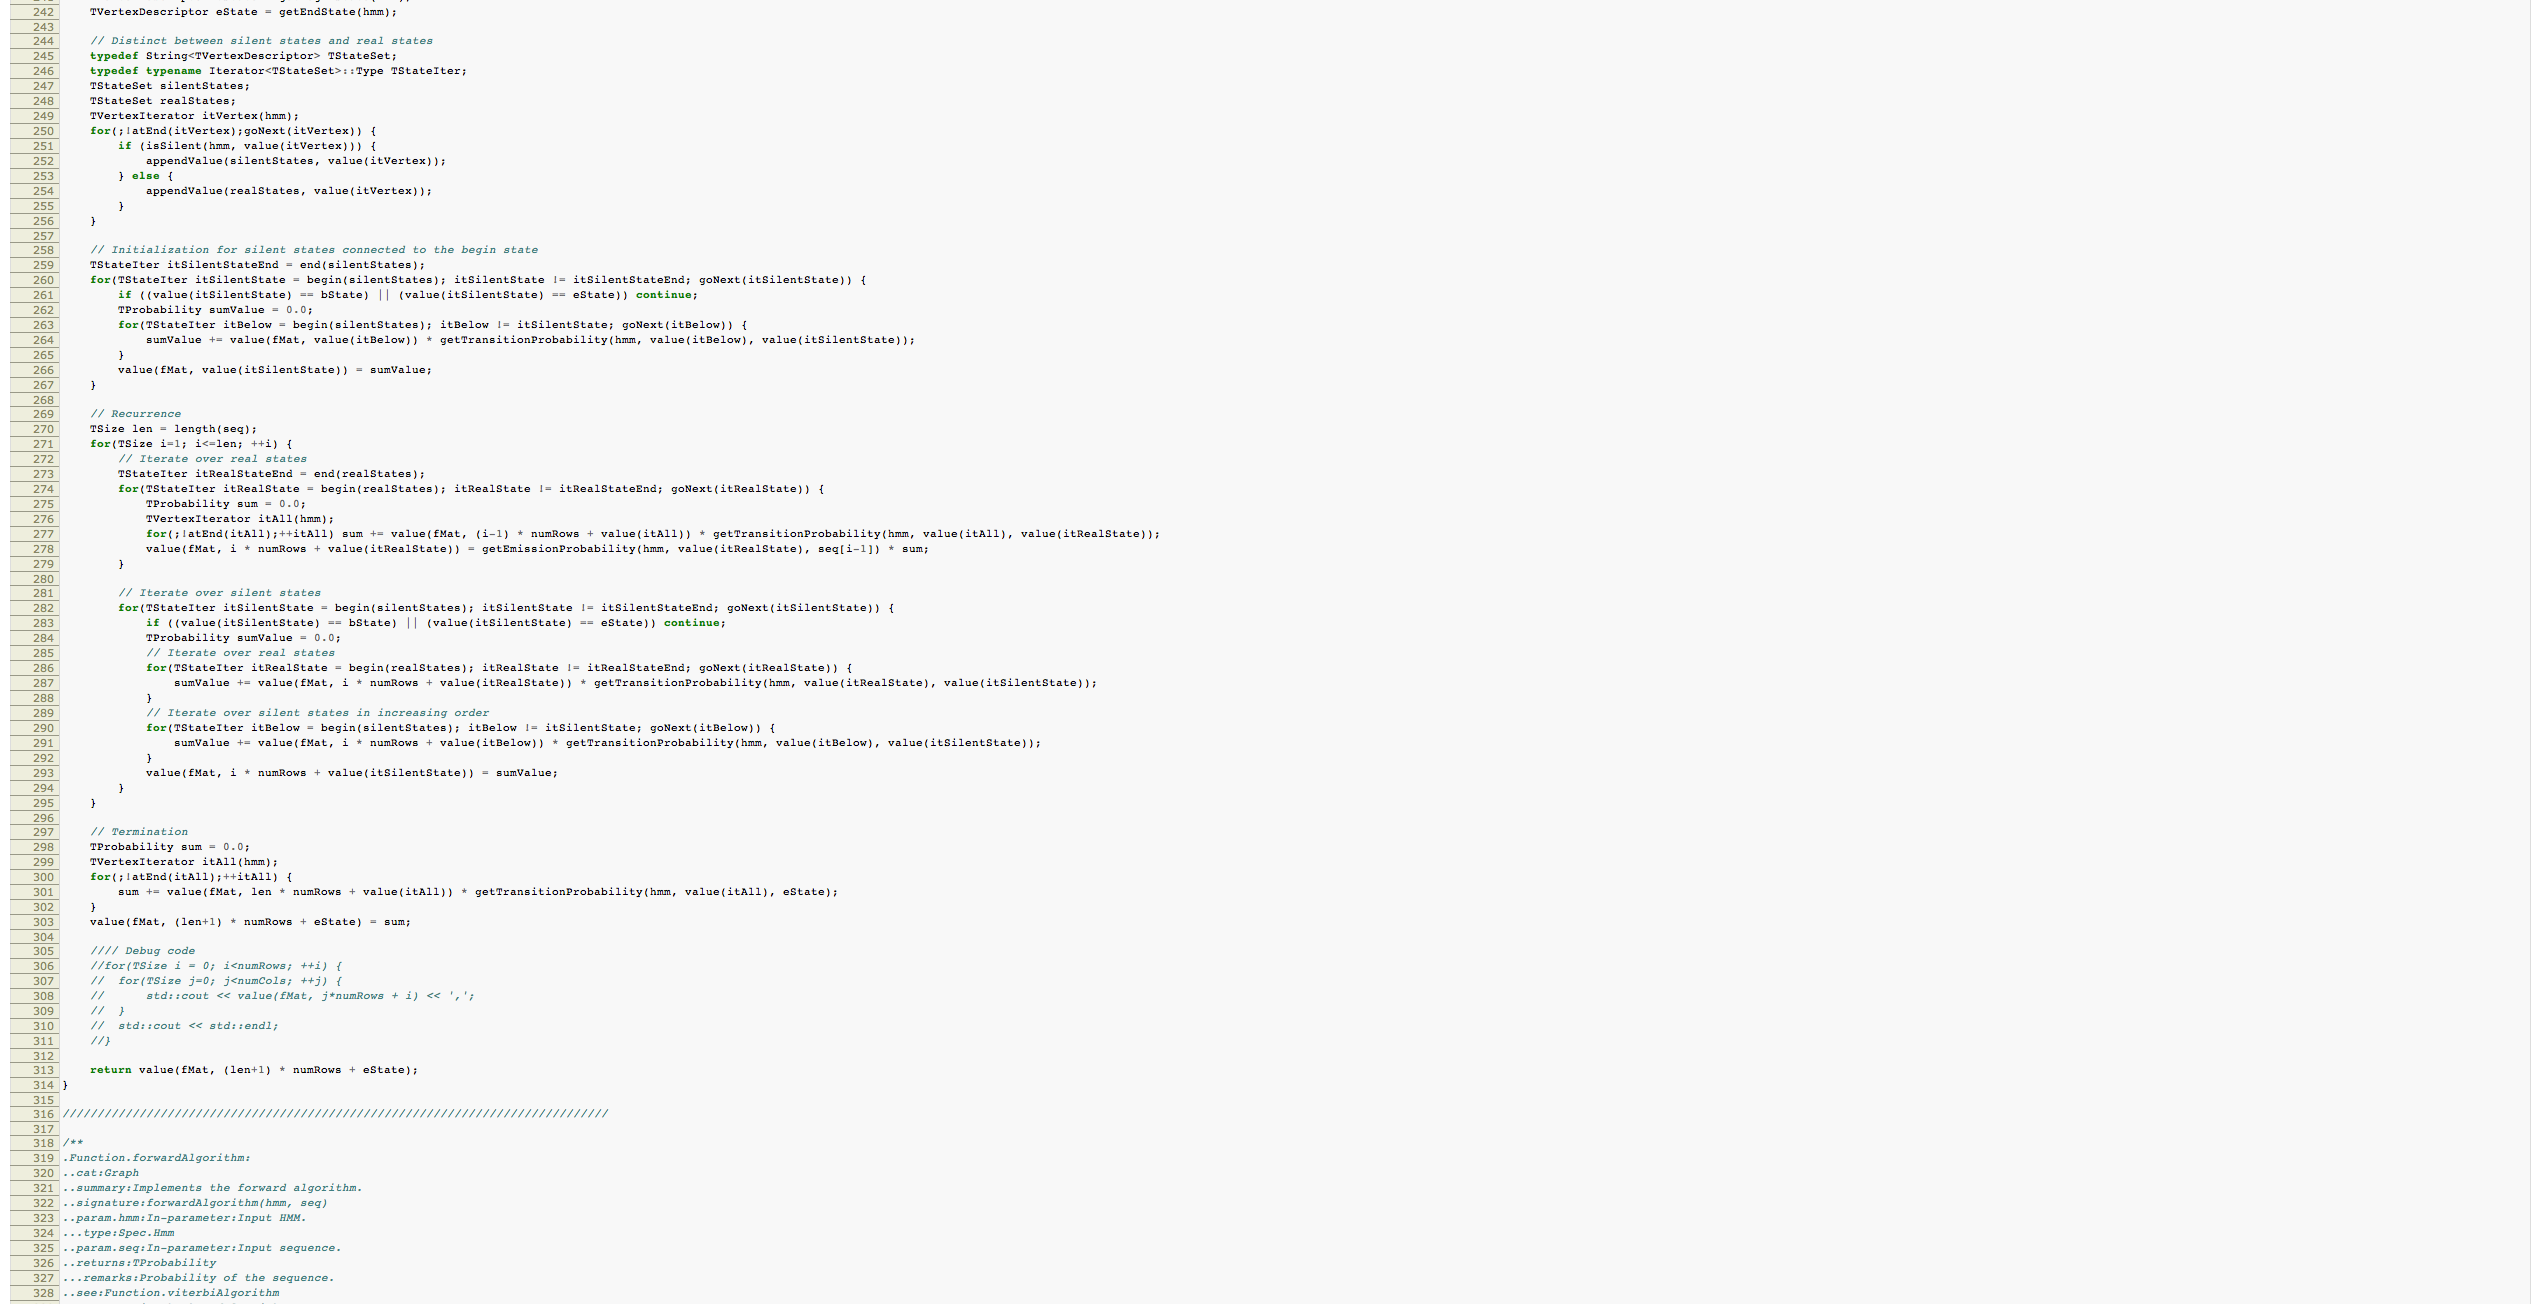 242     TVertexDescriptor eState = getEndState(hmm);
243
244     // Distinct between silent states and real states
245     typedef String<TVertexDescriptor> TStateSet;
246     typedef typename Iterator<TStateSet>::Type TStateIter;
247     TStateSet silentStates;
248     TStateSet realStates;
249     TVertexIterator itVertex(hmm);
250     for(;!atEnd(itVertex);goNext(itVertex)) {
251         if (isSilent(hmm, value(itVertex))) {
252             appendValue(silentStates, value(itVertex));
253         } else {
254             appendValue(realStates, value(itVertex));
255         }
256     }
257
258     // Initialization for silent states connected to the begin state
259     TStateIter itSilentStateEnd = end(silentStates);
260     for(TStateIter itSilentState = begin(silentStates); itSilentState != itSilentStateEnd; goNext(itSilentState)) {
261         if ((value(itSilentState) == bState) || (value(itSilentState) == eState)) continue;
262         TProbability sumValue = 0.0;
263         for(TStateIter itBelow = begin(silentStates); itBelow != itSilentState; goNext(itBelow)) {
264             sumValue += value(fMat, value(itBelow)) * getTransitionProbability(hmm, value(itBelow), value(itSilentState));
265         }
266         value(fMat, value(itSilentState)) = sumValue;
267     }
268
269     // Recurrence
270     TSize len = length(seq);
271     for(TSize i=1; i<=len; ++i) {
272         // Iterate over real states
273         TStateIter itRealStateEnd = end(realStates);
274         for(TStateIter itRealState = begin(realStates); itRealState != itRealStateEnd; goNext(itRealState)) {
275             TProbability sum = 0.0;
276             TVertexIterator itAll(hmm);
277             for(;!atEnd(itAll);++itAll) sum += value(fMat, (i-1) * numRows + value(itAll)) * getTransitionProbability(hmm, value(itAll), value(itRealState));
278             value(fMat, i * numRows + value(itRealState)) = getEmissionProbability(hmm, value(itRealState), seq[i-1]) * sum;
279         }
280
281         // Iterate over silent states
282         for(TStateIter itSilentState = begin(silentStates); itSilentState != itSilentStateEnd; goNext(itSilentState)) {
283             if ((value(itSilentState) == bState) || (value(itSilentState) == eState)) continue;
284             TProbability sumValue = 0.0;
285             // Iterate over real states
286             for(TStateIter itRealState = begin(realStates); itRealState != itRealStateEnd; goNext(itRealState)) {
287                 sumValue += value(fMat, i * numRows + value(itRealState)) * getTransitionProbability(hmm, value(itRealState), value(itSilentState));
288             }
289             // Iterate over silent states in increasing order
290             for(TStateIter itBelow = begin(silentStates); itBelow != itSilentState; goNext(itBelow)) {
291                 sumValue += value(fMat, i * numRows + value(itBelow)) * getTransitionProbability(hmm, value(itBelow), value(itSilentState));
292             }
293             value(fMat, i * numRows + value(itSilentState)) = sumValue;
294         }
295     }
296
297     // Termination
298     TProbability sum = 0.0;
299     TVertexIterator itAll(hmm);
300     for(;!atEnd(itAll);++itAll) {
301         sum += value(fMat, len * numRows + value(itAll)) * getTransitionProbability(hmm, value(itAll), eState);
302     }
303     value(fMat, (len+1) * numRows + eState) = sum;
304
305     //// Debug code
306     //for(TSize i = 0; i<numRows; ++i) {
307     //  for(TSize j=0; j<numCols; ++j) {
308     //      std::cout << value(fMat, j*numRows + i) << ',';
309     //  }
310     //  std::cout << std::endl;
311     //}
312
313     return value(fMat, (len+1) * numRows + eState);
314 }
315
316 //////////////////////////////////////////////////////////////////////////////
317
318 /**
319 .Function.forwardAlgorithm:
320 ..cat:Graph
321 ..summary:Implements the forward algorithm.
322 ..signature:forwardAlgorithm(hmm, seq)
323 ..param.hmm:In-parameter:Input HMM.
324 ...type:Spec.Hmm
325 ..param.seq:In-parameter:Input sequence.
326 ..returns:TProbability
327 ...remarks:Probability of the sequence.
328 ..see:Function.viterbiAlgorithm